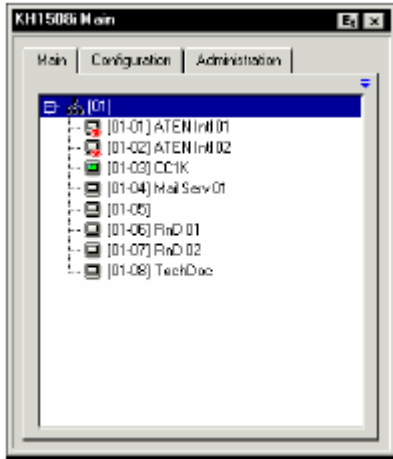 KH1508i Main
Main Configuration Administration
[01]
[01-01] ATEN Intl 01
[01-02] ATEN Intl 02
[01-03] CC1K
[01-04] Mail Serv 01
[01-05]
[01-06] RnD 01
[01-07] RnD 02
[01-08] TechDoc